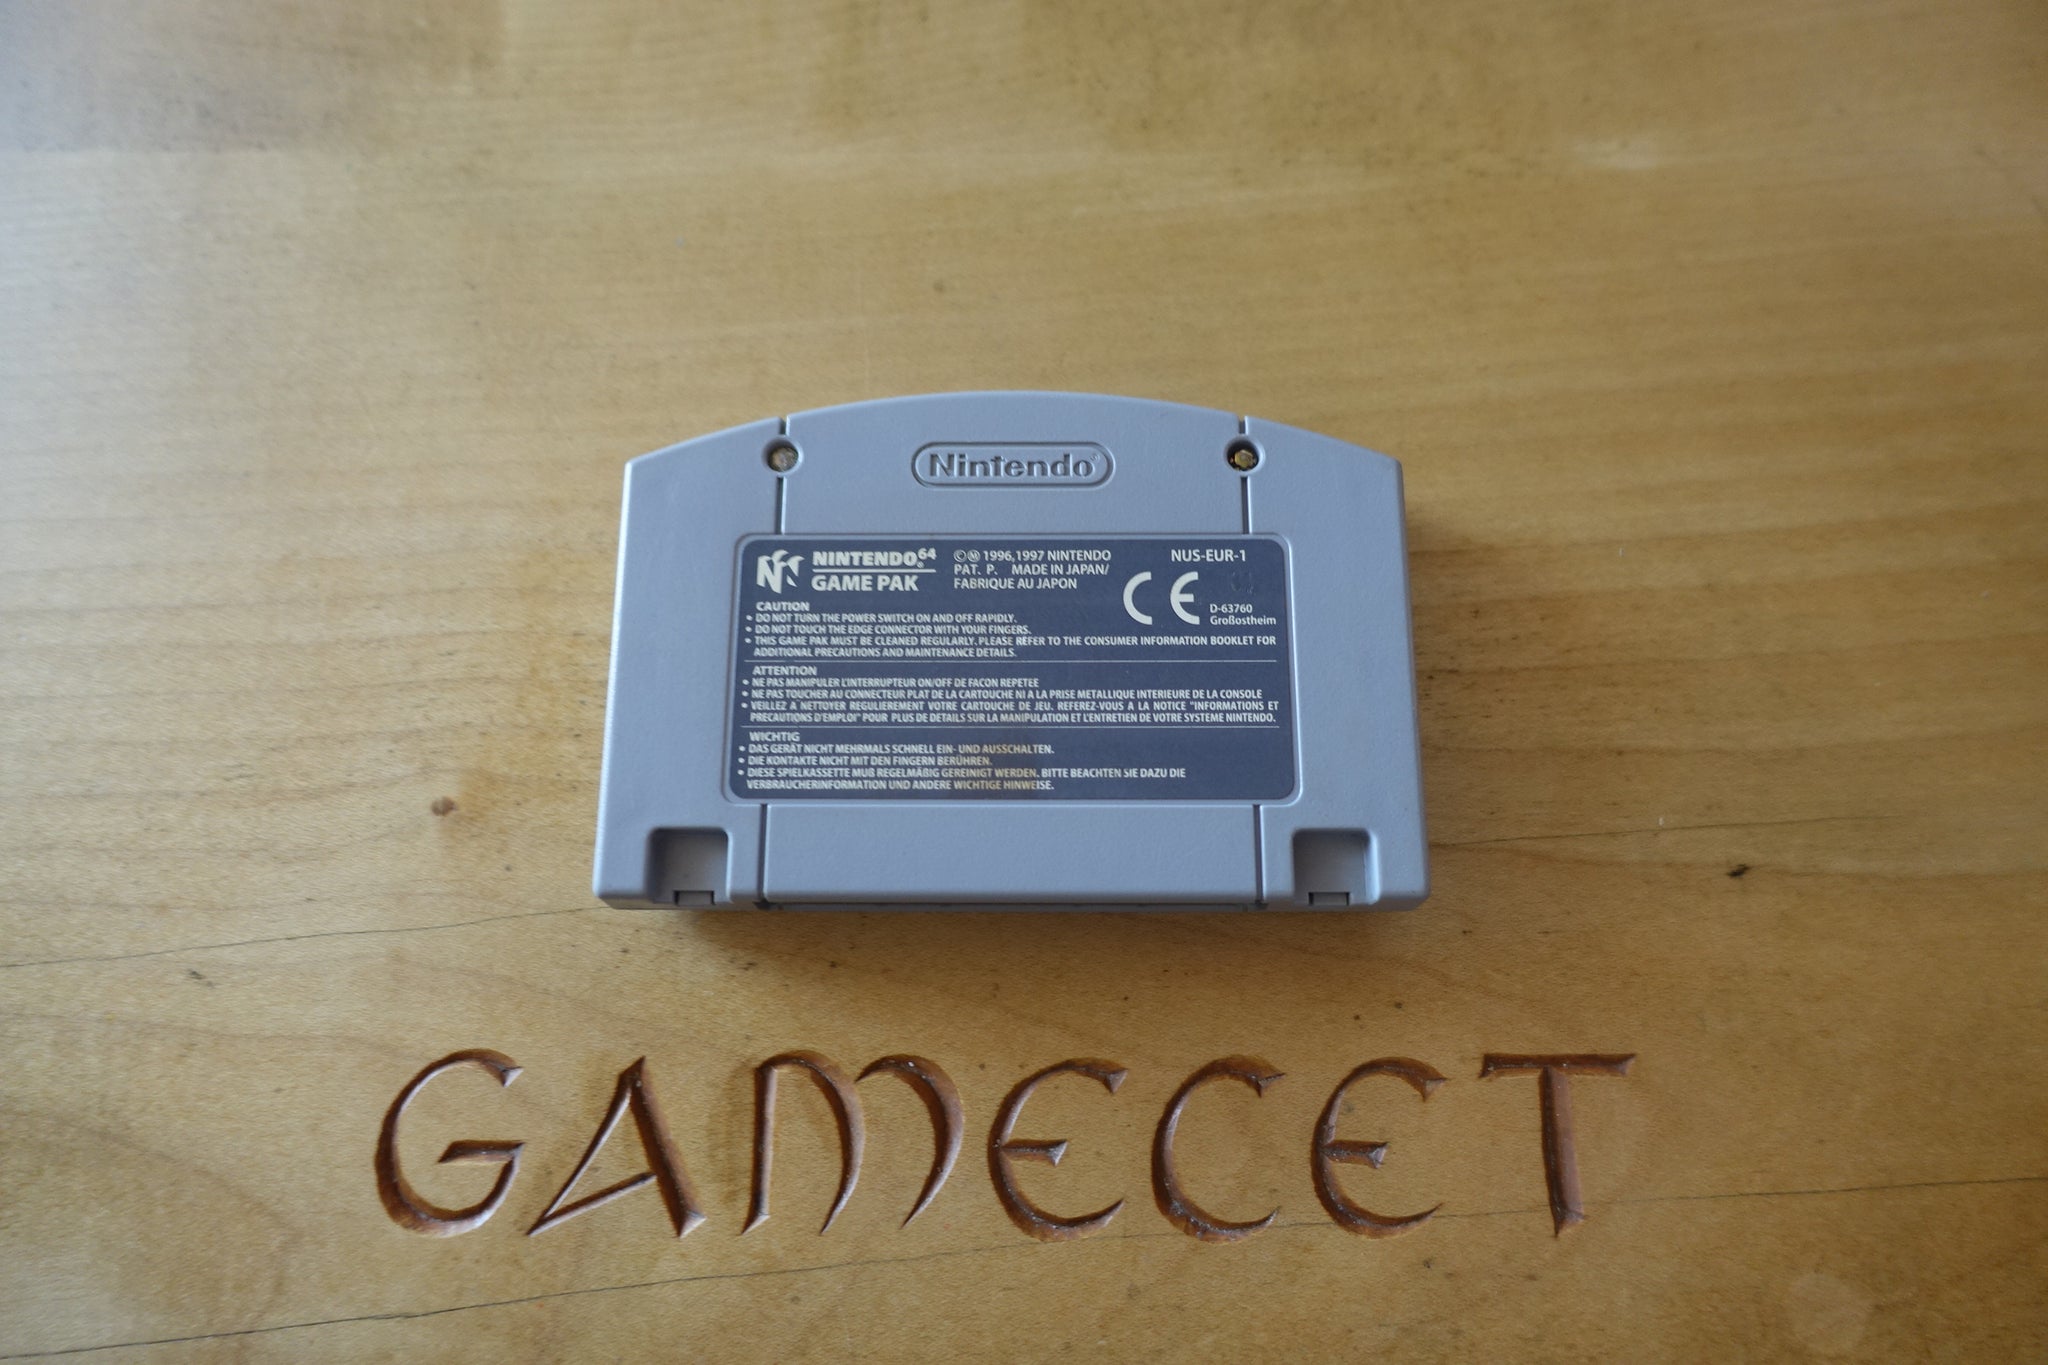 Nintendo®
NINTENDO64®
GAME PAK
©Ⓜ 1996,1997 NINTENDO
PAT. P. MADE IN JAPAN/
FABRIQUE AU JAPON
NUS-EUR-1
CE
D-63760
Großostheim
CAUTION
• DO NOT TURN THE POWER SWITCH ON AND OFF RAPIDLY.
• DO NOT TOUCH THE EDGE CONNECTOR WITH YOUR FINGERS.
• THIS GAME PAK MUST BE CLEANED REGULARLY. PLEASE REFER TO THE CONSUMER INFORMATION BOOKLET FOR
ADDITIONAL PRECAUTIONS AND MAINTENANCE DETAILS.
ATTENTION
• NE PAS MANIPULER L'INTERRUPTEUR ON/OFF DE FACON REPETEE
• NE PAS TOUCHER AU CONNECTEUR PLAT DE LA CARTOUCHE NI A LA PRISE METALLIQUE INTERIEURE DE LA CONSOLE
• VEILLEZ A NETTOYER REGULIEREMENT VOTRE CARTOUCHE DE JEU. REFEREZ-VOUS A LA NOTICE "INFORMATIONS ET
PRECAUTIONS D'EMPLOI" POUR PLUS DE DETAILS SUR LA MANIPULATION ET L'ENTRETIEN DE VOTRE SYSTEME NINTENDO.
WICHTIG
• DAS GERÄT NICHT MEHRMALS SCHNELL EIN- UND AUSSCHALTEN.
• DIE KONTAKTE NICHT MIT DEN FINGERN BERÜHREN.
• DIESE SPIELKASSETTE MUß REGELMÄßIG GEREINIGT WERDEN. BITTE BEACHTEN SIE DAZU DIE
VERBRAUCHERINFORMATION UND ANDERE WICHTIGE HINWEISE.
GAMECET